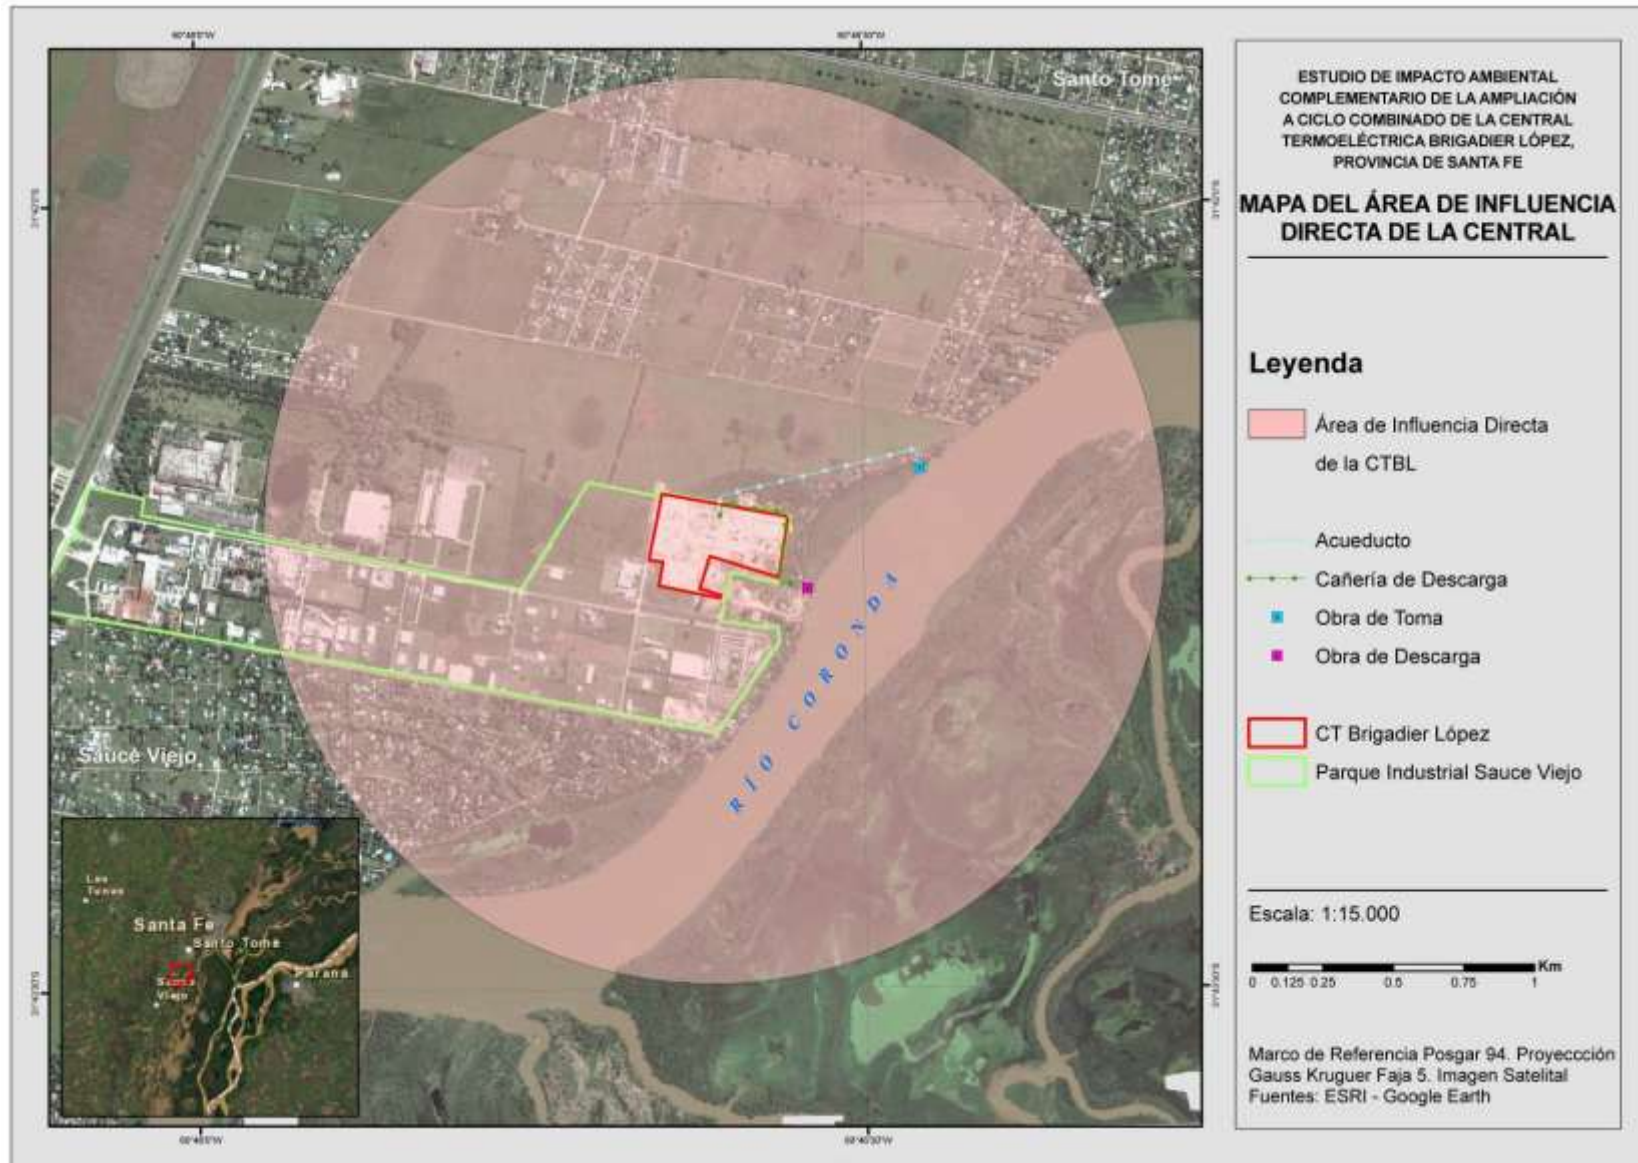 Santo Tome
Sauce Viejo
RÍO CORONDA
Santa Fe
Santo Tomé
Viejo
Paraná
ESTUDIO DE IMPACTO AMBIENTAL
COMPLEMENTARIO DE LA AMPLIACIÓN
A CICLO COMBINADO DE LA CENTRAL
TERMOELÉCTRICA BRIGADIER LÓPEZ,
PROVINCIA DE SANTA FE
MAPA DEL ÁREA DE INFLUENCIA
DIRECTA DE LA CENTRAL
Leyenda
Área de Influencia Directa
de la CTBL
Acueducto
Cañería de Descarga
Obra de Toma
Obra de Descarga
CT Brigadier López
Parque Industrial Sauce Viejo
Escala: 1:15.000
Km
0 0.125 0.25 0.5 0.75 1
Marco de Referencia Posgar 94. Proyeccción
Gauss Kruguer Faja 5. Imagen Satelital
Fuentes: ESRI - Google Earth